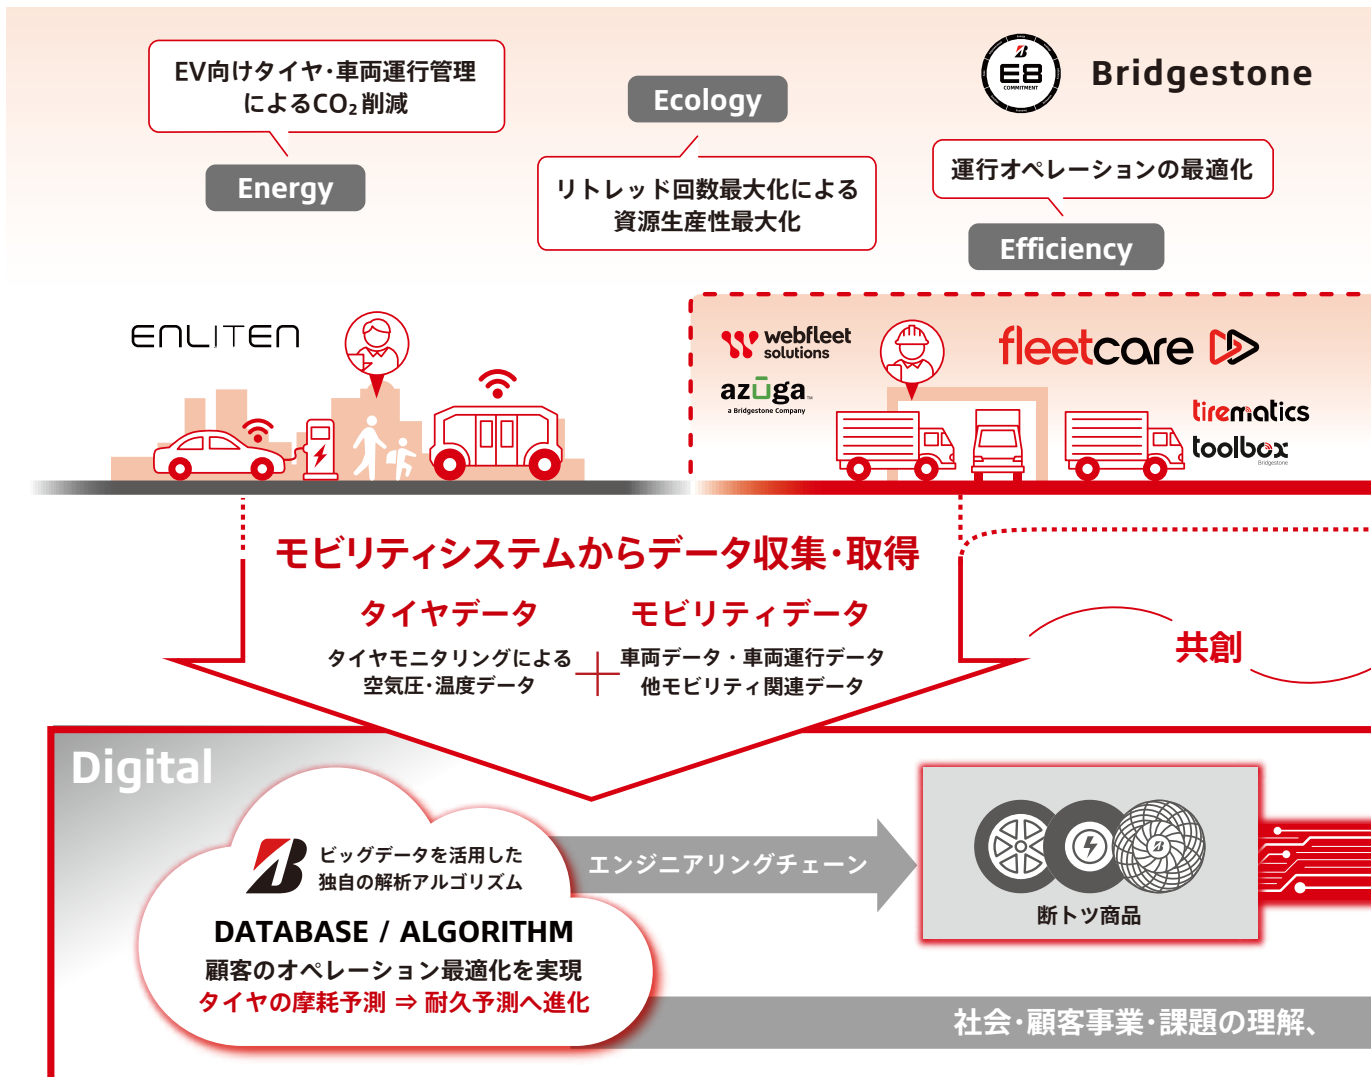 EV向けタイヤ・車両運行管理
によるCO₂削減
Energy
Ecology
リトレッド回数最大化による
資源生産性最大化
E8
COMMITMENT
Bridgestone
運行オペレーションの最適化
Efficiency
ENLITEN
webfleet
solutions
azūga™
a Bridgestone Company
fleetcare
tirematics
toolbox
Bridgestone
モビリティシステムからデータ収集・取得
タイヤデータ
タイヤモニタリングによる
空気圧・温度データ
モビリティデータ
車両データ・車両運行データ
他モビリティ関連データ
共創
Digital
ビッグデータを活用した
独自の解析アルゴリズム
DATABASE / ALGORITHM
顧客のオペレーション最適化を実現
タイヤの摩耗予測 ⇒ 耐久予測へ進化
エンジニアリングチェーン
断トツ商品
社会・顧客事業・課題の理解、